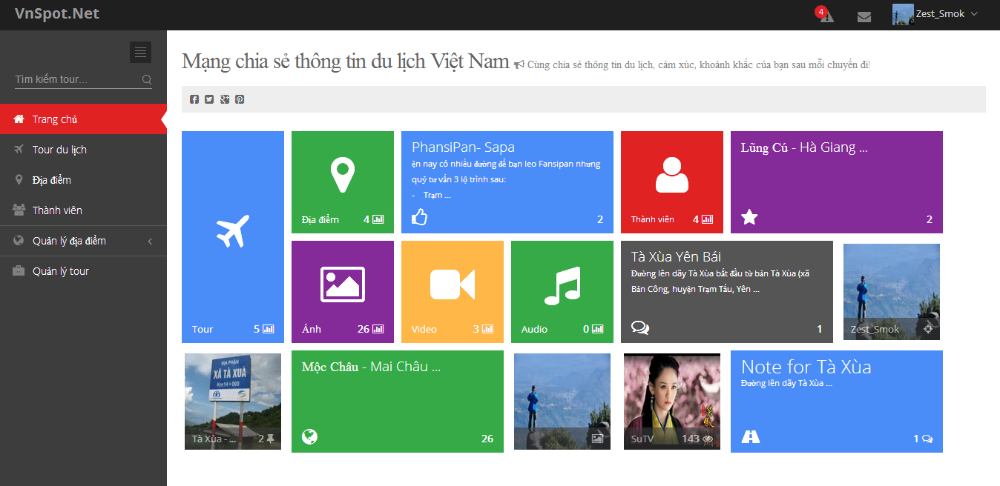 VnSpot.Net
4
Zest_Smok
Tìm kiếm tour...
Trang chủ
Tour du lịch
Địa điểm
Thành viên
Quản lý địa điểm
Quản lý tour
Mạng chia sẻ thông tin du lịch Việt Nam Cùng chia sẻ thông tin du lịch, cảm xúc, khoảnh khắc của bạn sau mỗi chuyến đi!
Tour 5
Địa điểm 4
PhansiPan- Sapa
ện nay có nhiều đường để bạn leo Fansipan nhưng
quý tư vấn 3 lộ trình sau:
- Trạm ...
2
Thành viên 4
Lũng Cú - Hà Giang ...
2
Ảnh 26
Video 3
Audio 0
Tà Xùa Yên Bái
Đường lên dãy Tà Xùa bắt đầu từ bản Tà Xùa (xã
Bản Công, huyện Trạm Tấu, Yên ...
1
Zest_Smok
ĐỊA PHẬN
XÃ TÀ XUÀ
Km14+000
Tà Xùa - ... 2
Mộc Châu - Mai Châu ...
26
SuTV 143
Note for Tà Xùa
Đường lên dãy Tà Xùa ...
1